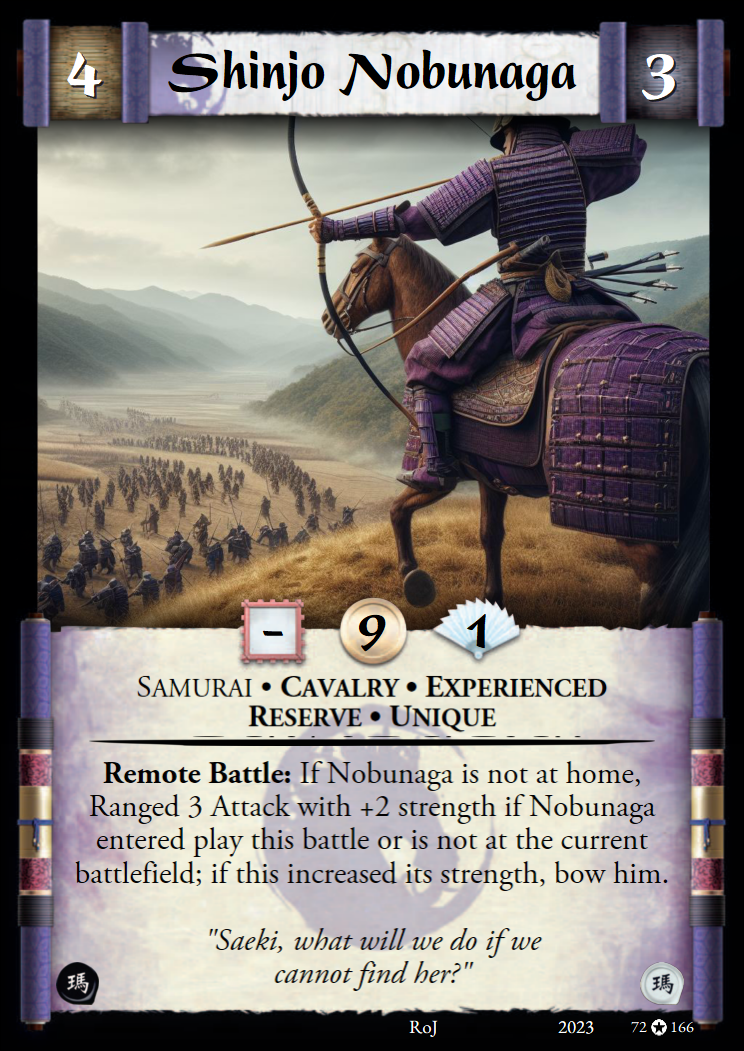 4 Shinjo Nobunaga 3
- 9 1
SAMURAI • CAVALRY • EXPERIENCED
RESERVE • UNIQUE
Remote Battle: If Nobunaga is not at home,
Ranged 3 Attack with +2 strength if Nobunaga
entered play this battle or is not at the current
battlefield; if this increased its strength, bow him.
"Saeki, what will we do if we
cannot find her?"
瑪 瑪
RoJ 2023 72 166